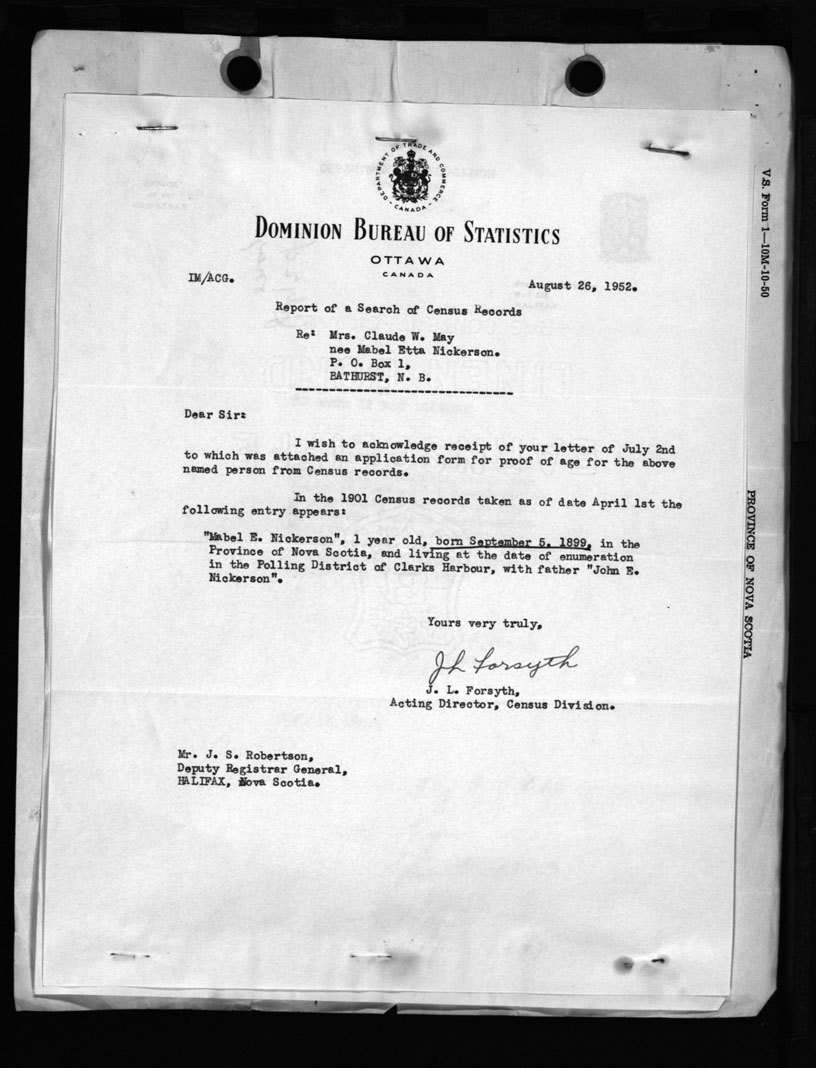 DEPARTMENT OF TRADE AND COMMERCE
- CANADA -
DOMINION BUREAU OF STATISTICS
OTTAWA
CANADA
IM/ACG.
August 26, 1952.
Report of a Search of Census Records
Re: Mrs. Claude W. May
nee Mabel Etta Nickerson.
P. O. Box 1,
BATHURST, N. B.
Dear Sir:
I wish to acknowledge receipt of your letter of July 2nd
to which was attached an application form for proof of age for the above
named person from Census records.
In the 1901 Census records taken as of date April 1st the
following entry appears:
"Mabel E. Nickerson", 1 year old, born September 5, 1899, in the
Province of Nova Scotia, and living at the date of enumeration
in the Polling District of Clarks Harbour, with father "John E.
Nickerson".
Yours very truly,
J L Forsyth
J. L. Forsyth,
Acting Director, Census Division.
Mr. J. S. Robertson,
Deputy Registrar General,
HALIFAX, Nova Scotia.
V.S. Form 1—10M-10-50
PROVINCE OF NOVA SCOTIA